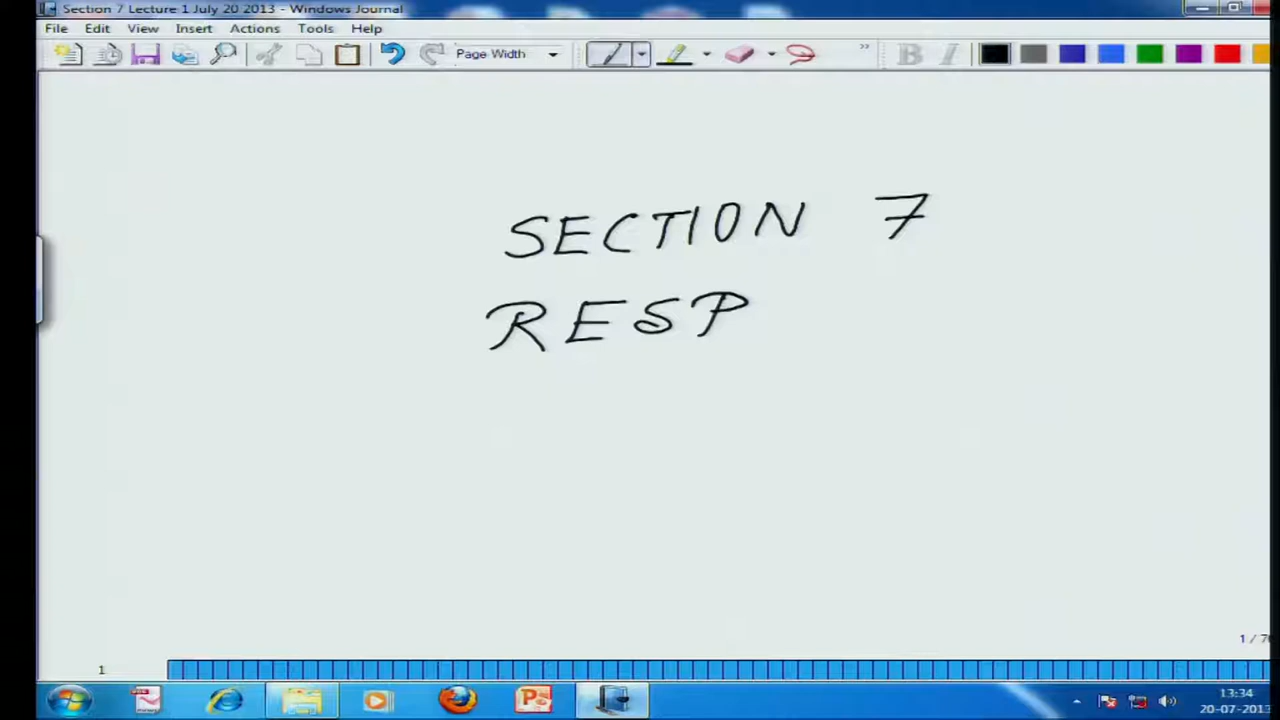 Section 7 Lecture 1 July 20 2013 - Windows Journal
File Edit View Insert Actions Tools Help
Page Width B I
SECTION 7
RESP
1
13:34
20-07-2013